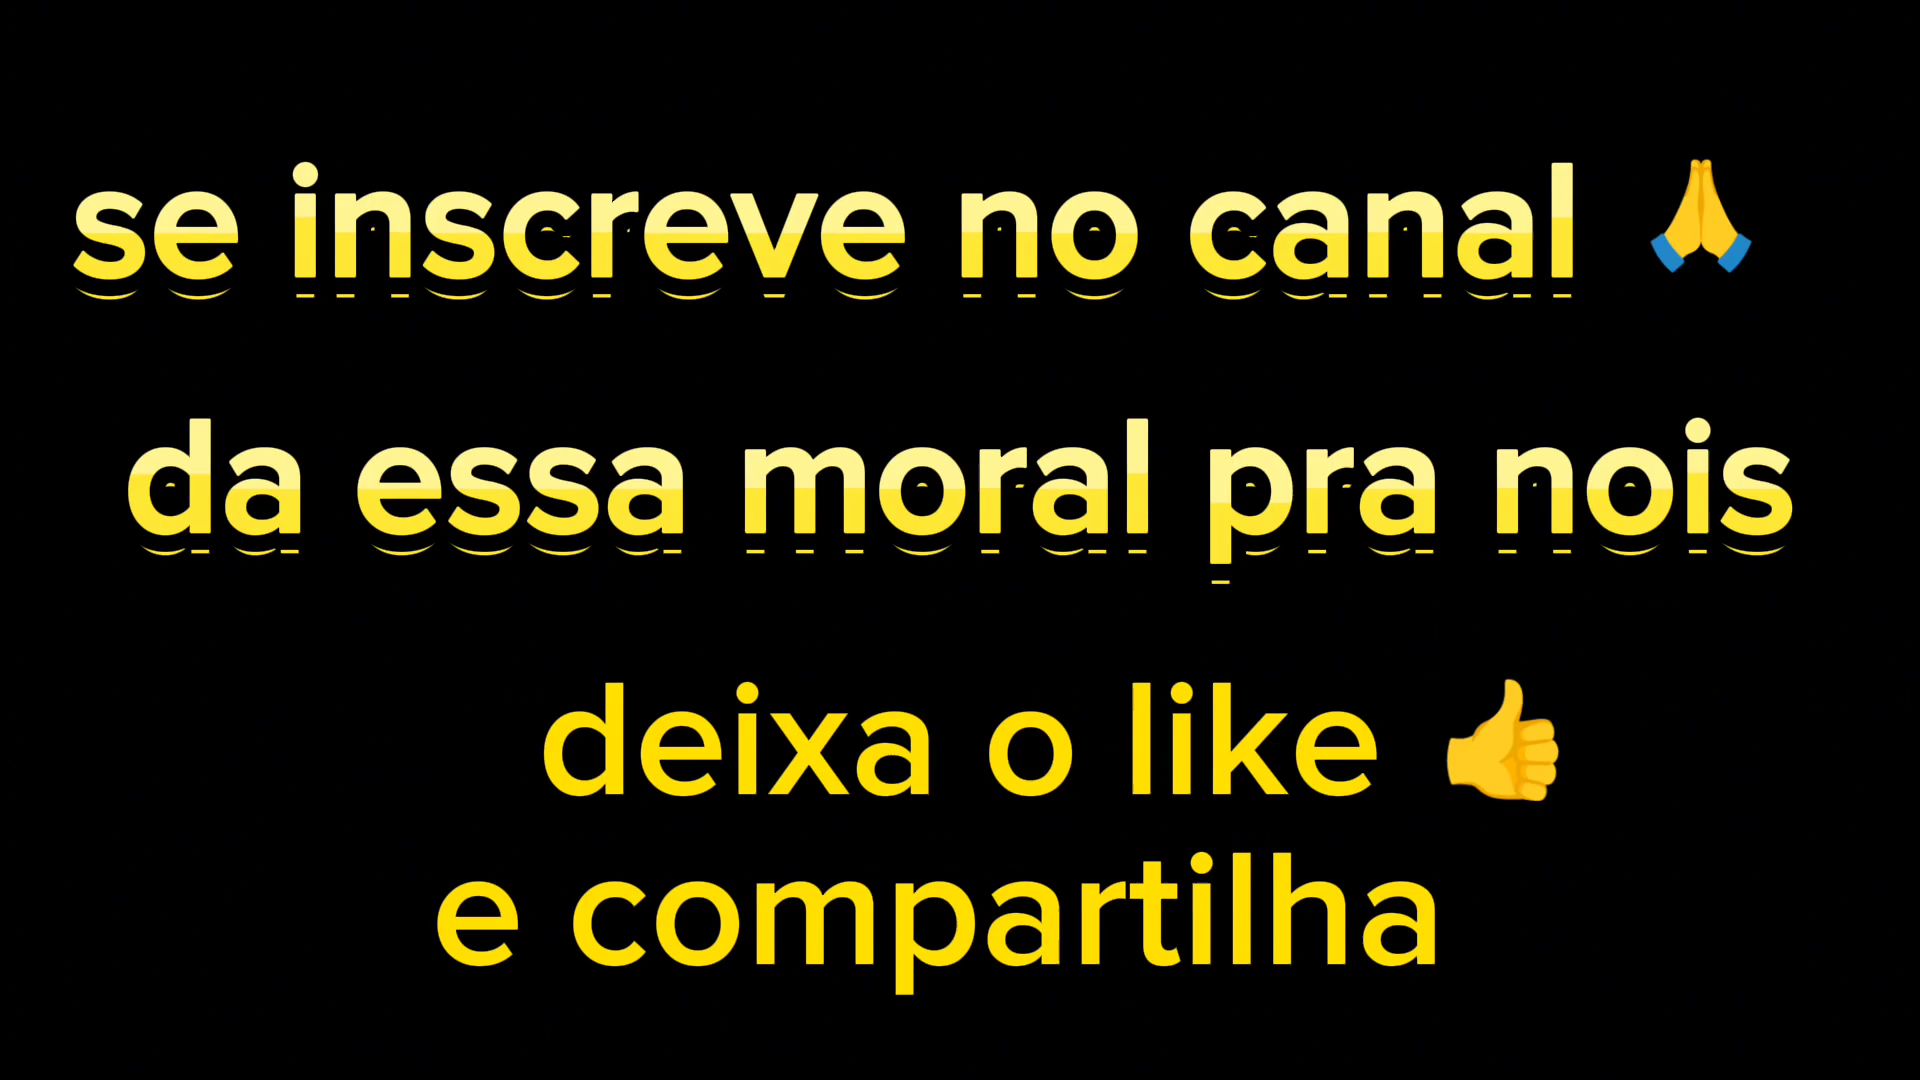 se inscreve no canal 🙏
da essa moral pra nois
deixa o like 👍
e compartilha